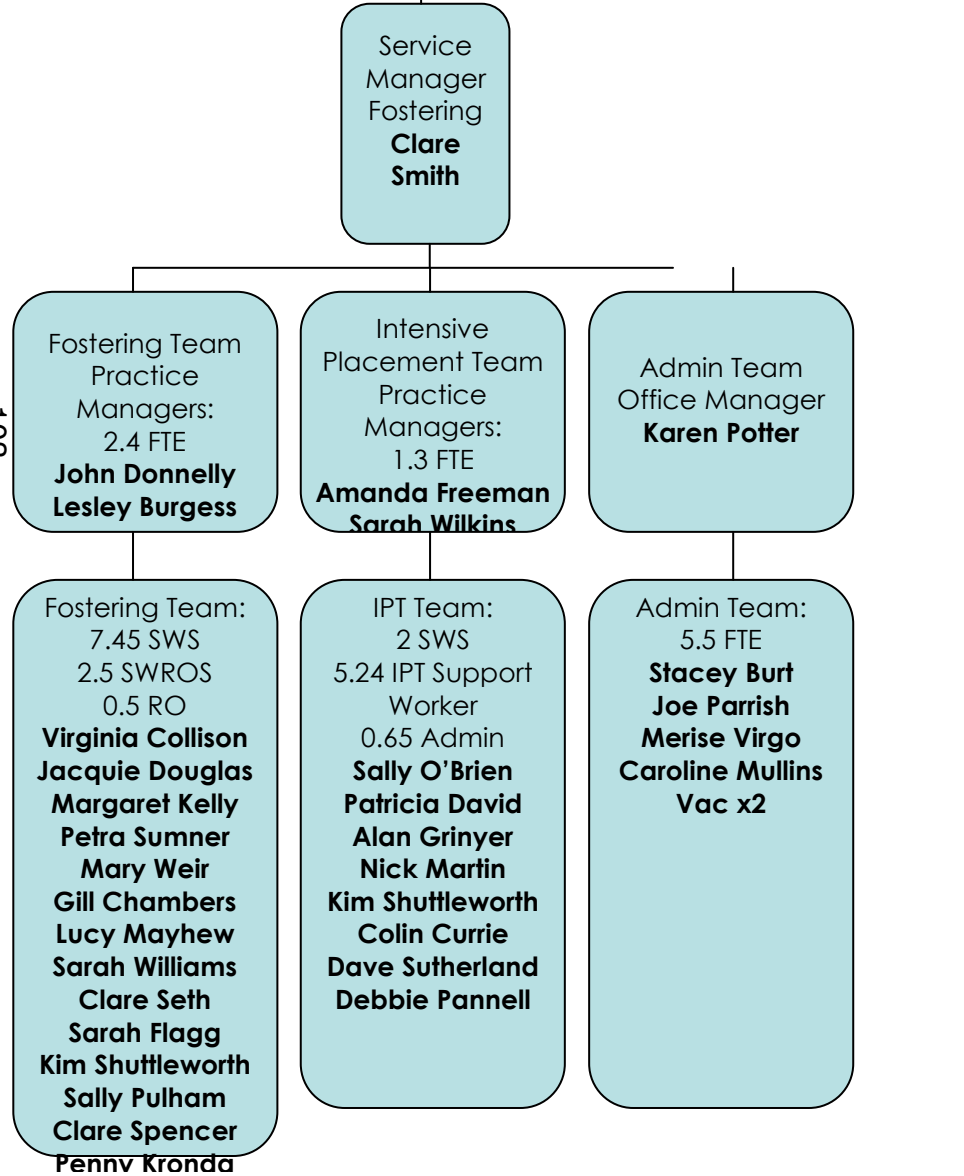 Service
Manager
Fostering
Clare
Smith
Fostering Team
Practice
Managers:
2.4 FTE
John Donnelly
Lesley Burgess
Intensive
Placement Team
Practice
Managers:
1.3 FTE
Amanda Freeman
Sarah Wilkins
Admin Team
Office Manager
Karen Potter
Fostering Team:
7.45 SWS
2.5 SWROS
0.5 RO
Virginia Collison
Jacquie Douglas
Margaret Kelly
Petra Sumner
Mary Weir
Gill Chambers
Lucy Mayhew
Sarah Williams
Clare Seth
Sarah Flagg
Kim Shuttleworth
Sally Pulham
Clare Spencer
Penny Kronda
IPT Team:
2 SWS
5.24 IPT Support
Worker
0.65 Admin
Sally O’Brien
Patricia David
Alan Grinyer
Nick Martin
Kim Shuttleworth
Colin Currie
Dave Sutherland
Debbie Pannell
Admin Team:
5.5 FTE
Stacey Burt
Joe Parrish
Merise Virgo
Caroline Mullins
Vac x2